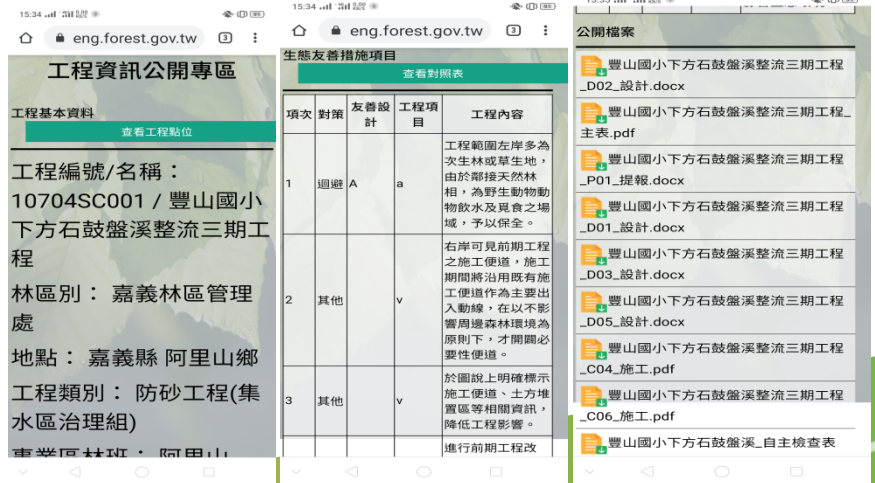 15:34
工程資訊公開專區
工程基本資料
查看工程點位
工程編號/名稱：
10704SC001 / 豐山國小
下方石鼓盤溪整流三期工
程
林區別： 嘉義林區管理
處
地點： 嘉義縣 阿里山鄉
工程類別： 防砂工程(集
水區治理組)
事業區林班： 阿里山
eng.forest.gov.tw
3
15:34
eng.forest.gov.tw
3
生態友善措施項目
查看對照表
項次 對策 友善設計 工程項目 工程內容
1 迴避 A a
工程範圍左岸多為
次生林或草生地，
由於鄰接天然林
相，為野生動物動
物飲水及覓食之場
域，予以保全。
2 其他 v
右岸可見前期工程
之施工便道，施工
期間將沿用既有施
工便道作為主要出
入動線，在以不影
響周邊森林環境為
原則下，才開闢必
要性便道。
3 其他 v
於圖說上明確標示
施工便道、土方堆
置區等相關資訊，
降低工程影響。
進行前期工程改
公開檔案
豐山國小下方石鼓盤溪整流三期工程
_D02_設計.docx
豐山國小下方石鼓盤溪整流三期工程_
主表.pdf
豐山國小下方石鼓盤溪整流三期工程
_P01_提報.docx
豐山國小下方石鼓盤溪整流三期工程
_D01_設計.docx
豐山國小下方石鼓盤溪整流三期工程
_D03_設計.docx
豐山國小下方石鼓盤溪整流三期工程
_D05_設計.docx
豐山國小下方石鼓盤溪整流三期工程
_C04_施工.pdf
豐山國小下方石鼓盤溪整流三期工程
_C06_施工.pdf
豐山國小下方石鼓盤溪_自主檢查表